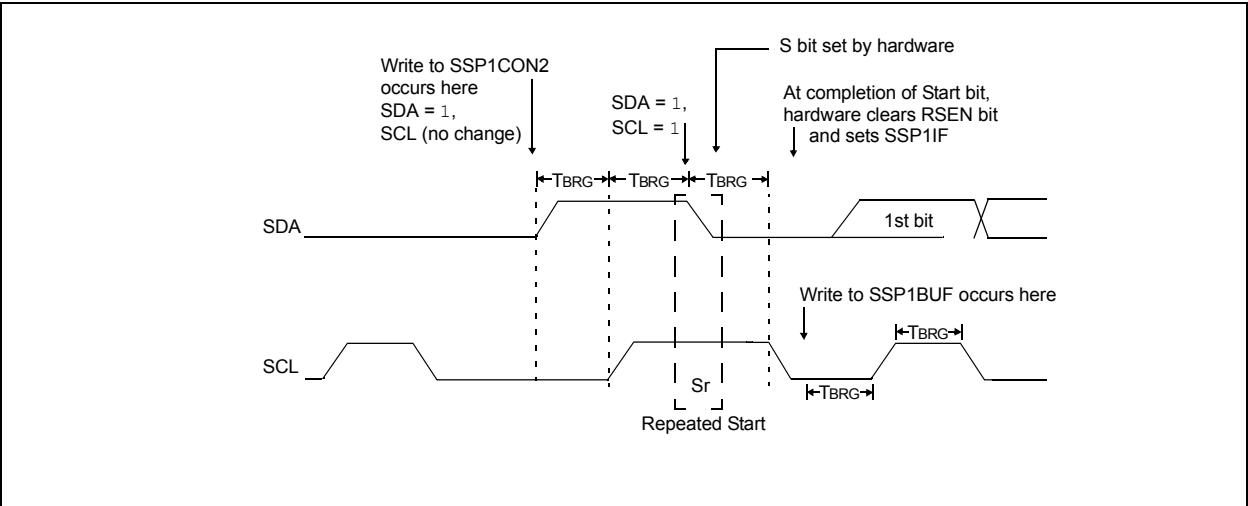 S bit set by hardware
Write to SSP1CON2
occurs here
SDA = 1,
SCL (no change)
SDA = 1,
SCL = 1
At completion of Start bit,
hardware clears RSEN bit
and sets SSP1IF
TBRG TBRG TBRG
SDA
1st bit
Write to SSP1BUF occurs here
TBRG
SCL
Sr
TBRG
Repeated Start